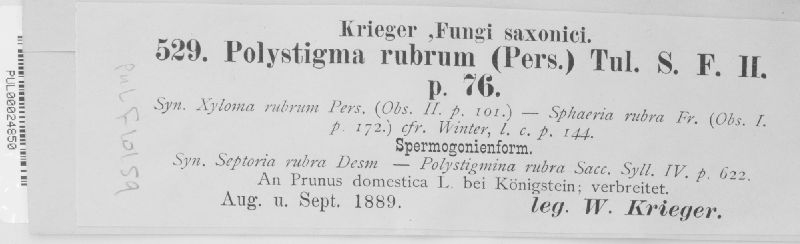 Krieger ,Fungi saxonici.
529. Polystigma rubrum (Pers.) Tul. S. F. II.
p. 76.
Syn. Xyloma rubrum Pers. (Obs. II. p. 101.) — Sphaeria rubra Fr. (Obs. I.
p. 172.) cfr. Winter, l. c. p. 144.
Spermogonienform.
Syn. Septoria rubra Desm — Polystigmina rubra Sacc. Syll. IV. p. 622.
An Prunus domestica L. bei Königstein; verbreitet.
Aug. u. Sept. 1889.
leg. W. Krieger.
PUL00024850
PUL F10159